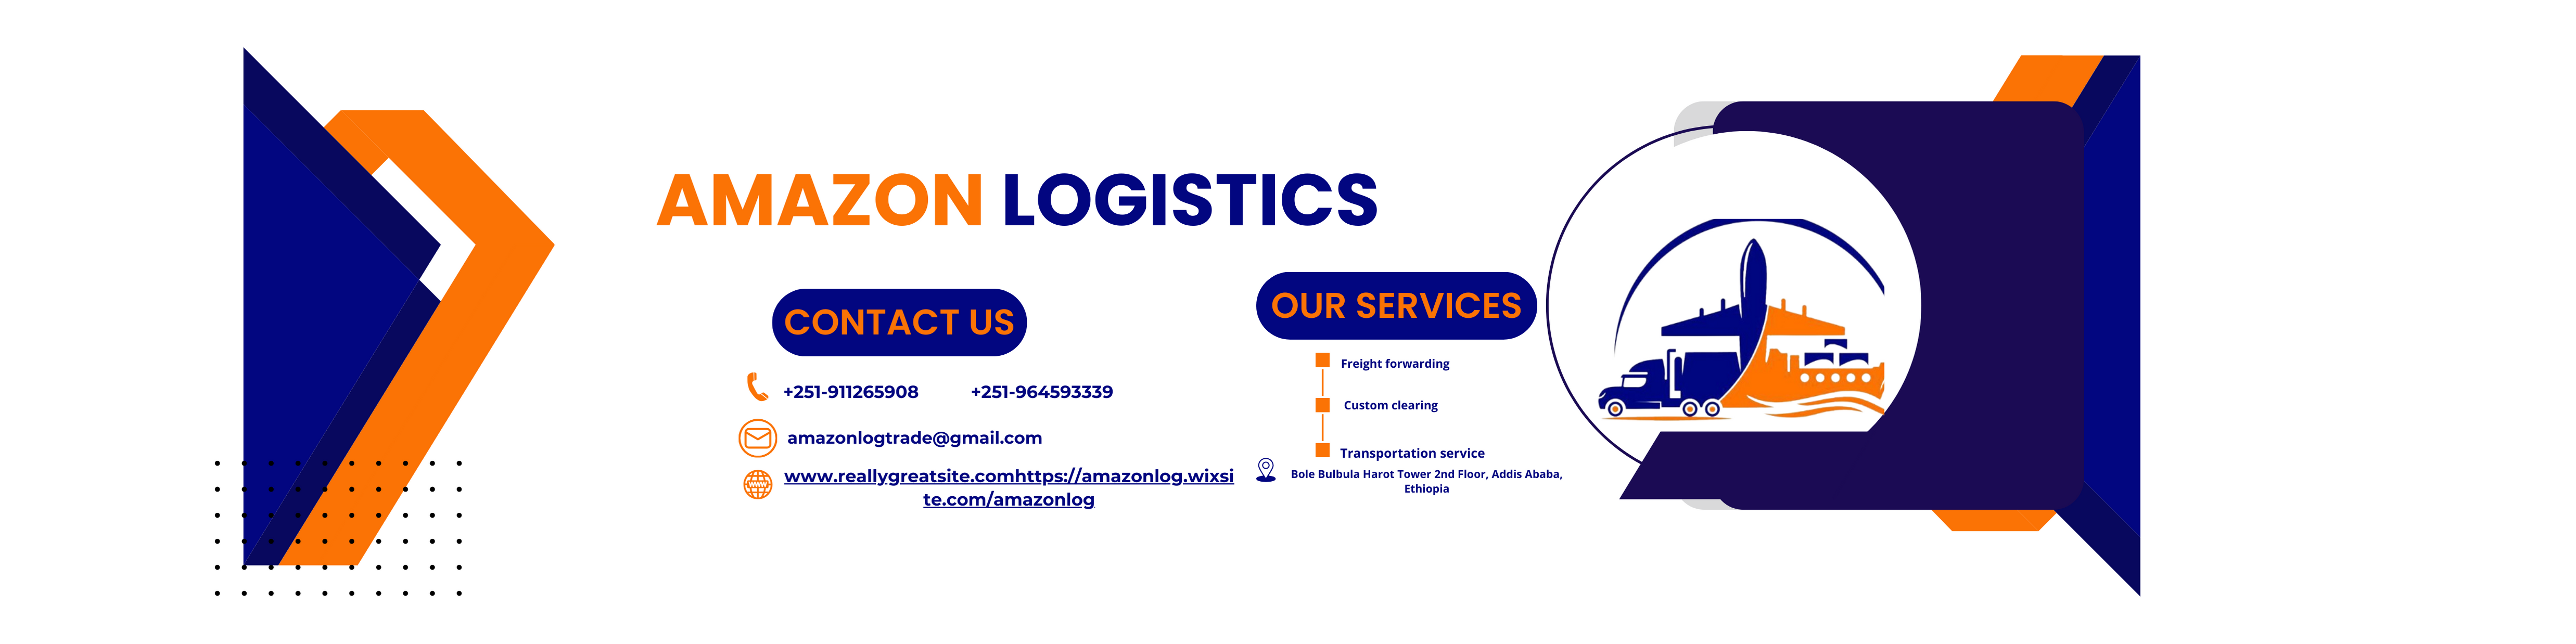 AMAZON LOGISTICS
CONTACT US
+251-911265908 +251-964593339
amazonlogtrade@gmail.com
www.reallygreatsite.comhttps://amazonlog.wixsi
te.com/amazonlog
OUR SERVICES
Freight forwarding
Custom clearing
Transportation service
Bole Bulbula Harot Tower 2nd Floor, Addis Ababa,
Ethiopia